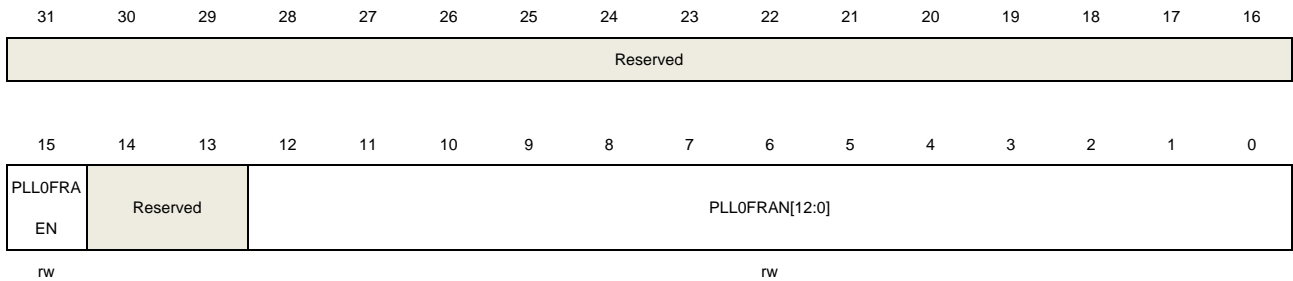 31 30 29 28 27 26 25 24 23 22 21 20 19 18 17 16
Reserved
15 14 13 12 11 10 9 8 7 6 5 4 3 2 1 0
PLL0FRA
EN
Reserved
PLL0FRAN[12:0]
rw rw